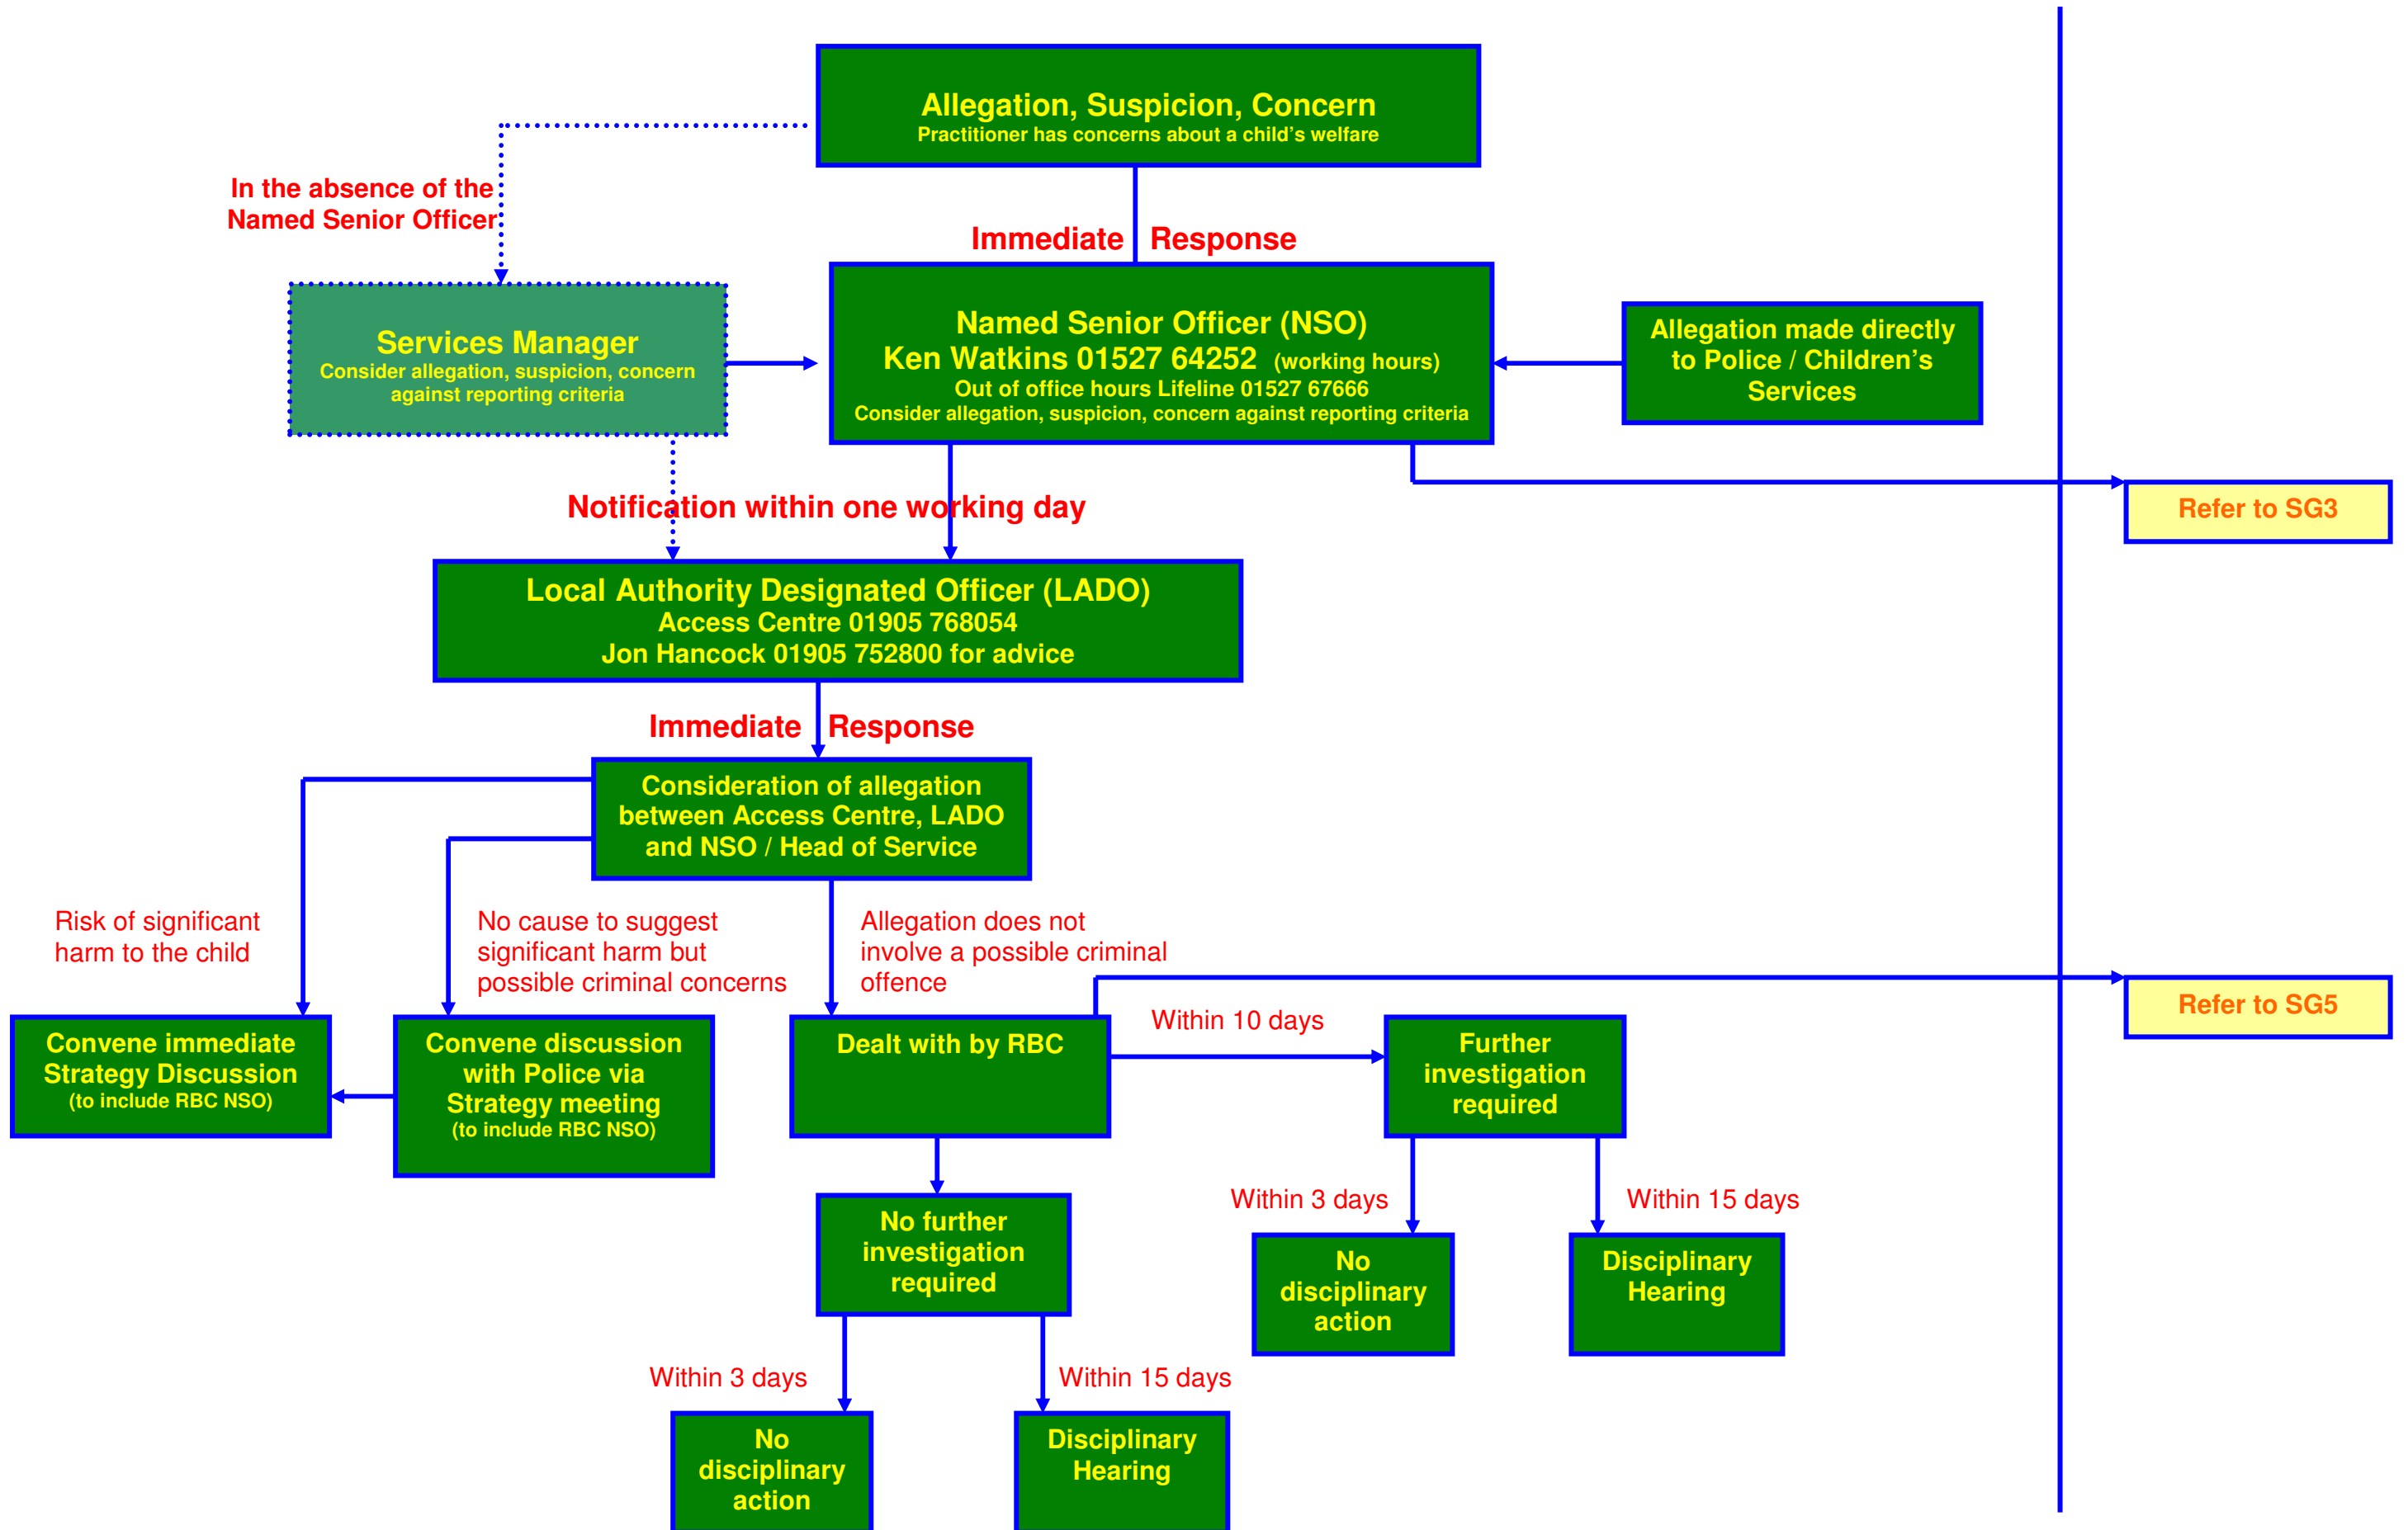 Allegation, Suspicion, Concern
Practitioner has concerns about a child’s welfare
In the absence of the
Named Senior Officer
Immediate Response
Services Manager
Consider allegation, suspicion, concern
against reporting criteria
Named Senior Officer (NSO)
Ken Watkins 01527 64252 (working hours)
Out of office hours Lifeline 01527 67666
Consider allegation, suspicion, concern against reporting criteria
Allegation made directly
to Police / Children’s
Services
Notification within one working day
Refer to SG3
Local Authority Designated Officer (LADO)
Access Centre 01905 768054
Jon Hancock 01905 752800 for advice
Immediate Response
Consideration of allegation
between Access Centre, LADO
and NSO / Head of Service
Risk of significant
harm to the child
No cause to suggest
significant harm but
possible criminal concerns
Allegation does not
involve a possible criminal
offence
Refer to SG5
Convene immediate
Strategy Discussion
(to include RBC NSO)
Convene discussion
with Police via
Strategy meeting
(to include RBC NSO)
Dealt with by RBC
Within 10 days
Further
investigation
required
No further
investigation
required
Within 3 days
Within 15 days
No
disciplinary
action
Disciplinary
Hearing
Within 3 days
Within 15 days
No
disciplinary
action
Disciplinary
Hearing